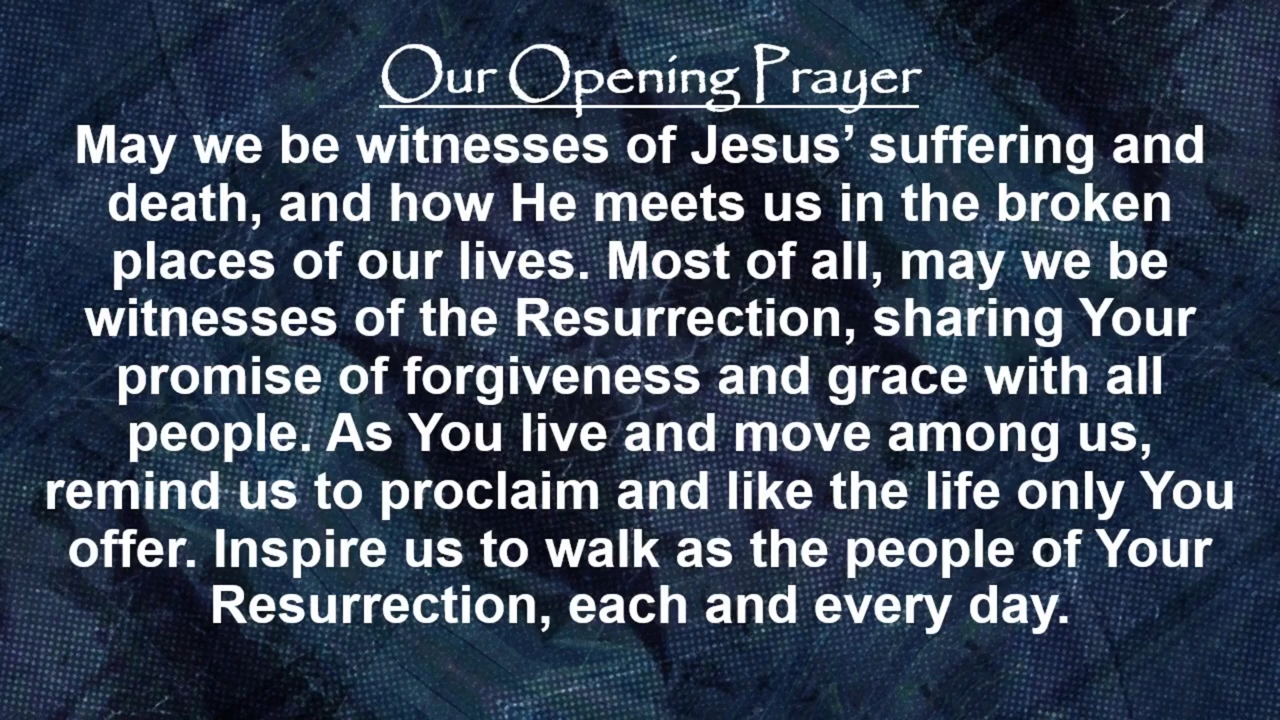 Our Opening Prayer
May we be witnesses of Jesus’ suffering and
death, and how He meets us in the broken
places of our lives. Most of all, may we be
witnesses of the Resurrection, sharing Your
promise of forgiveness and grace with all
people. As You live and move among us,
remind us to proclaim and like the life only You
offer. Inspire us to walk as the people of Your
Resurrection, each and every day.